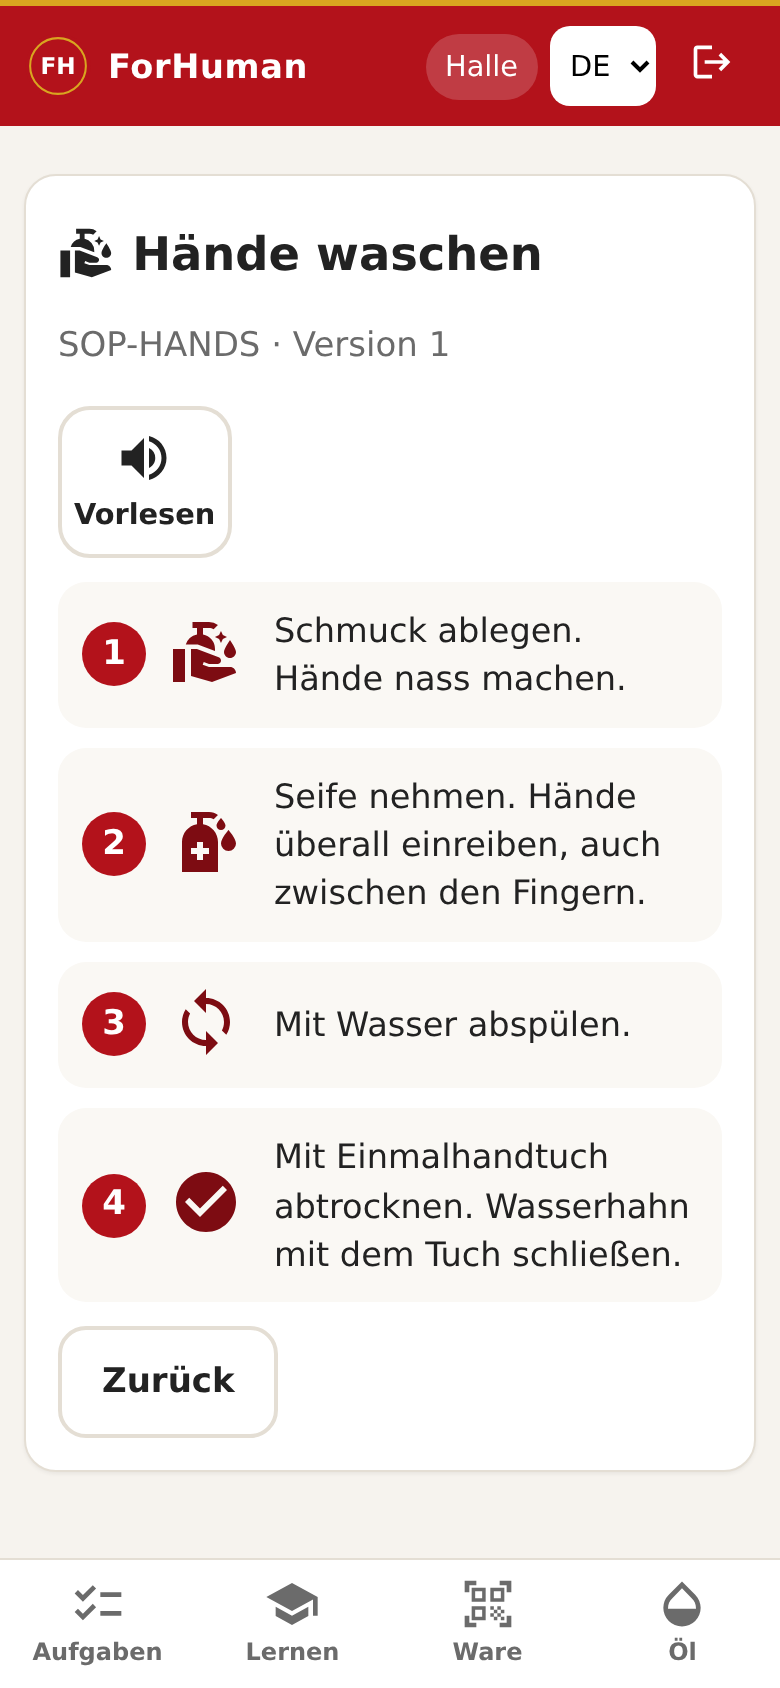 FH ForHuman Halle DE
Hände waschen
SOP-HANDS · Version 1
Vorlesen
1 Schmuck ablegen.
Hände nass machen.
2 Seife nehmen. Hände
überall einreiben, auch
zwischen den Fingern.
3 Mit Wasser abspülen.
4 Mit Einmalhandtuch
abtrocknen. Wasserhahn
mit dem Tuch schließen.
Zurück
Aufgaben Lernen Ware Öl